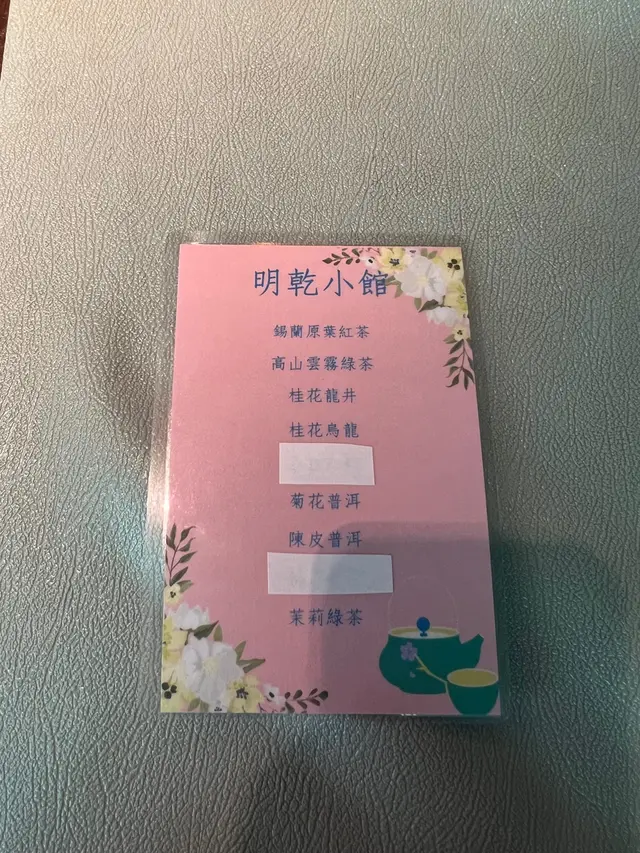 明乾小館
錫蘭原葉紅茶
高山雲霧綠茶
桂花龍井
桂花烏龍
菊花普洱
陳皮普洱
茉莉綠茶